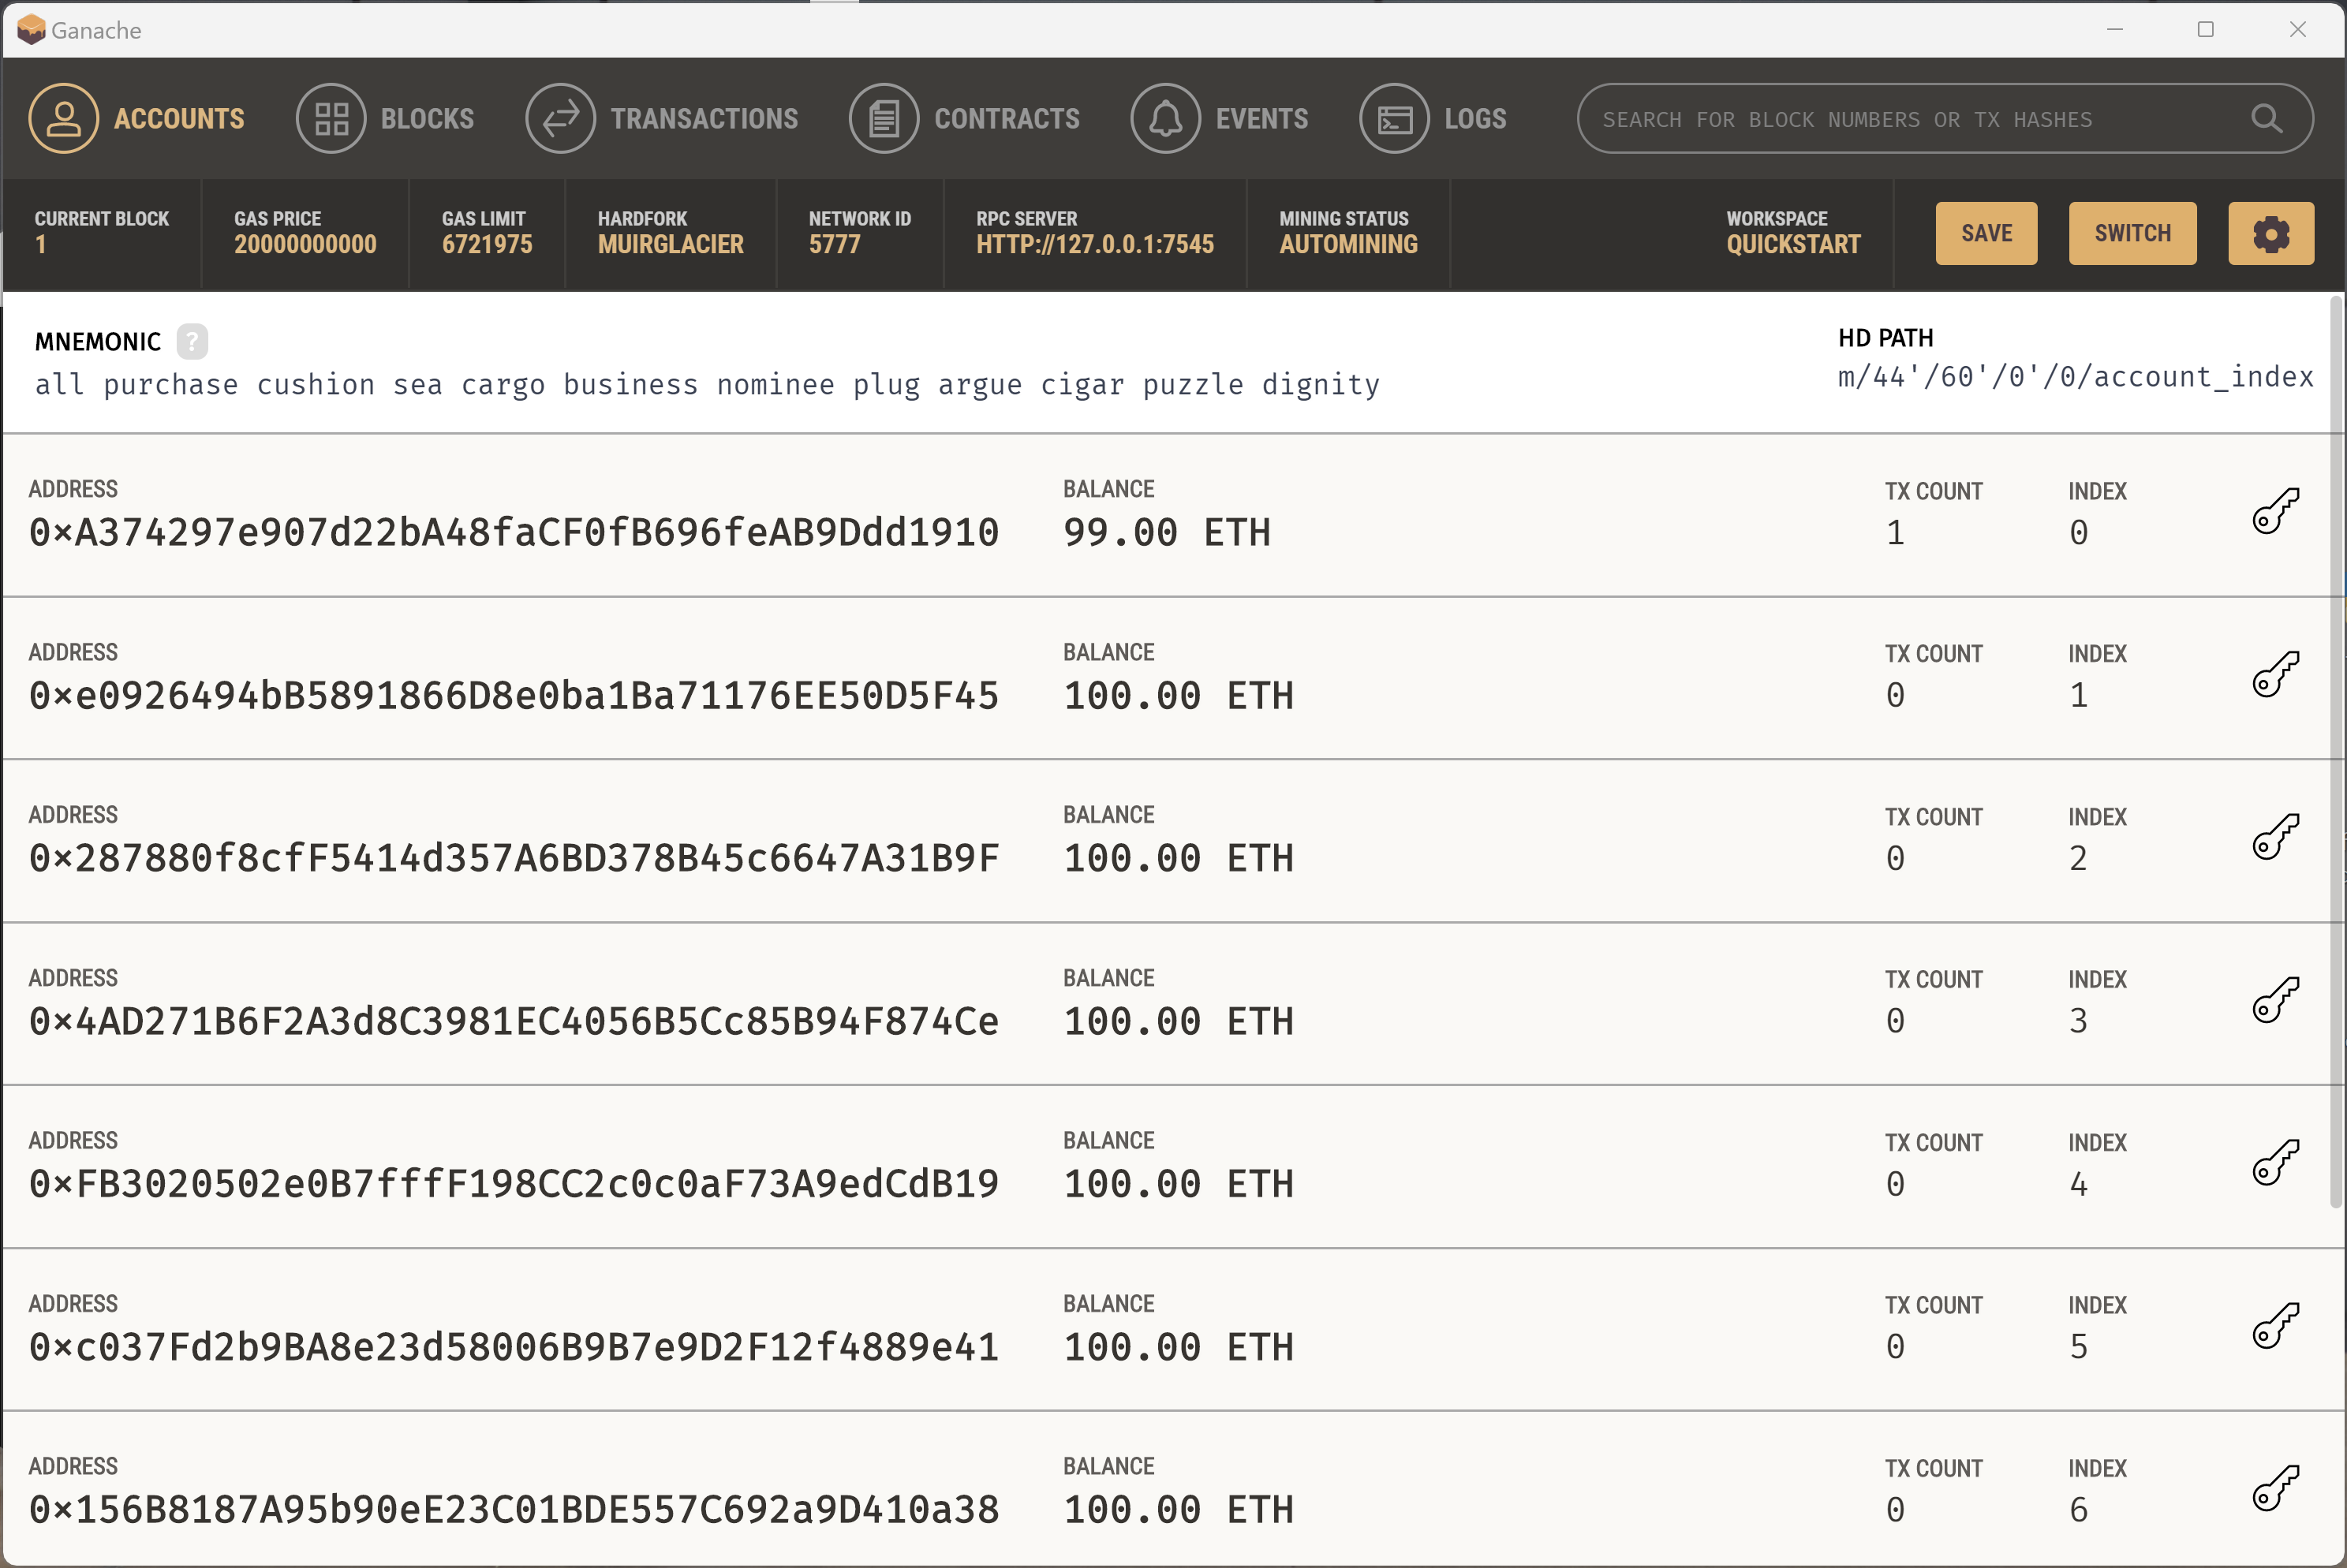 Ganache
ACCOUNTS BLOCKS TRANSACTIONS CONTRACTS EVENTS LOGS SEARCH FOR BLOCK NUMBERS OR TX HASHES
CURRENT BLOCK GAS PRICE GAS LIMIT HARDFORK NETWORK ID RPC SERVER MINING STATUS WORKSPACE
1 20000000000 6721975 MUIRGLACIER 5777 HTTP://127.0.0.1:7545 AUTOMINING QUICKSTART SAVE SWITCH
MNEMONIC ? HD PATH
all purchase cushion sea cargo business nominee plug argue cigar puzzle dignity m/44'/60'/0'/0/account_index
ADDRESS BALANCE TX COUNT INDEX
0×A374297e907d22bA48faCF0fB696feAB9Ddd1910 99.00 ETH 1 0
ADDRESS BALANCE TX COUNT INDEX
0×e0926494bB5891866D8e0ba1Ba71176EE50D5F45 100.00 ETH 0 1
ADDRESS BALANCE TX COUNT INDEX
0×287880f8cfF5414d357A6BD378B45c6647A31B9F 100.00 ETH 0 2
ADDRESS BALANCE TX COUNT INDEX
0×4AD271B6F2A3d8C3981EC4056B5Cc85B94F874Ce 100.00 ETH 0 3
ADDRESS BALANCE TX COUNT INDEX
0×FB3020502e0B7fffF198CC2c0c0aF73A9edCdB19 100.00 ETH 0 4
ADDRESS BALANCE TX COUNT INDEX
0×c037Fd2b9BA8e23d58006B9B7e9D2F12f4889e41 100.00 ETH 0 5
ADDRESS BALANCE TX COUNT INDEX
0×156B8187A95b90eE23C01BDE557C692a9D410a38 100.00 ETH 0 6